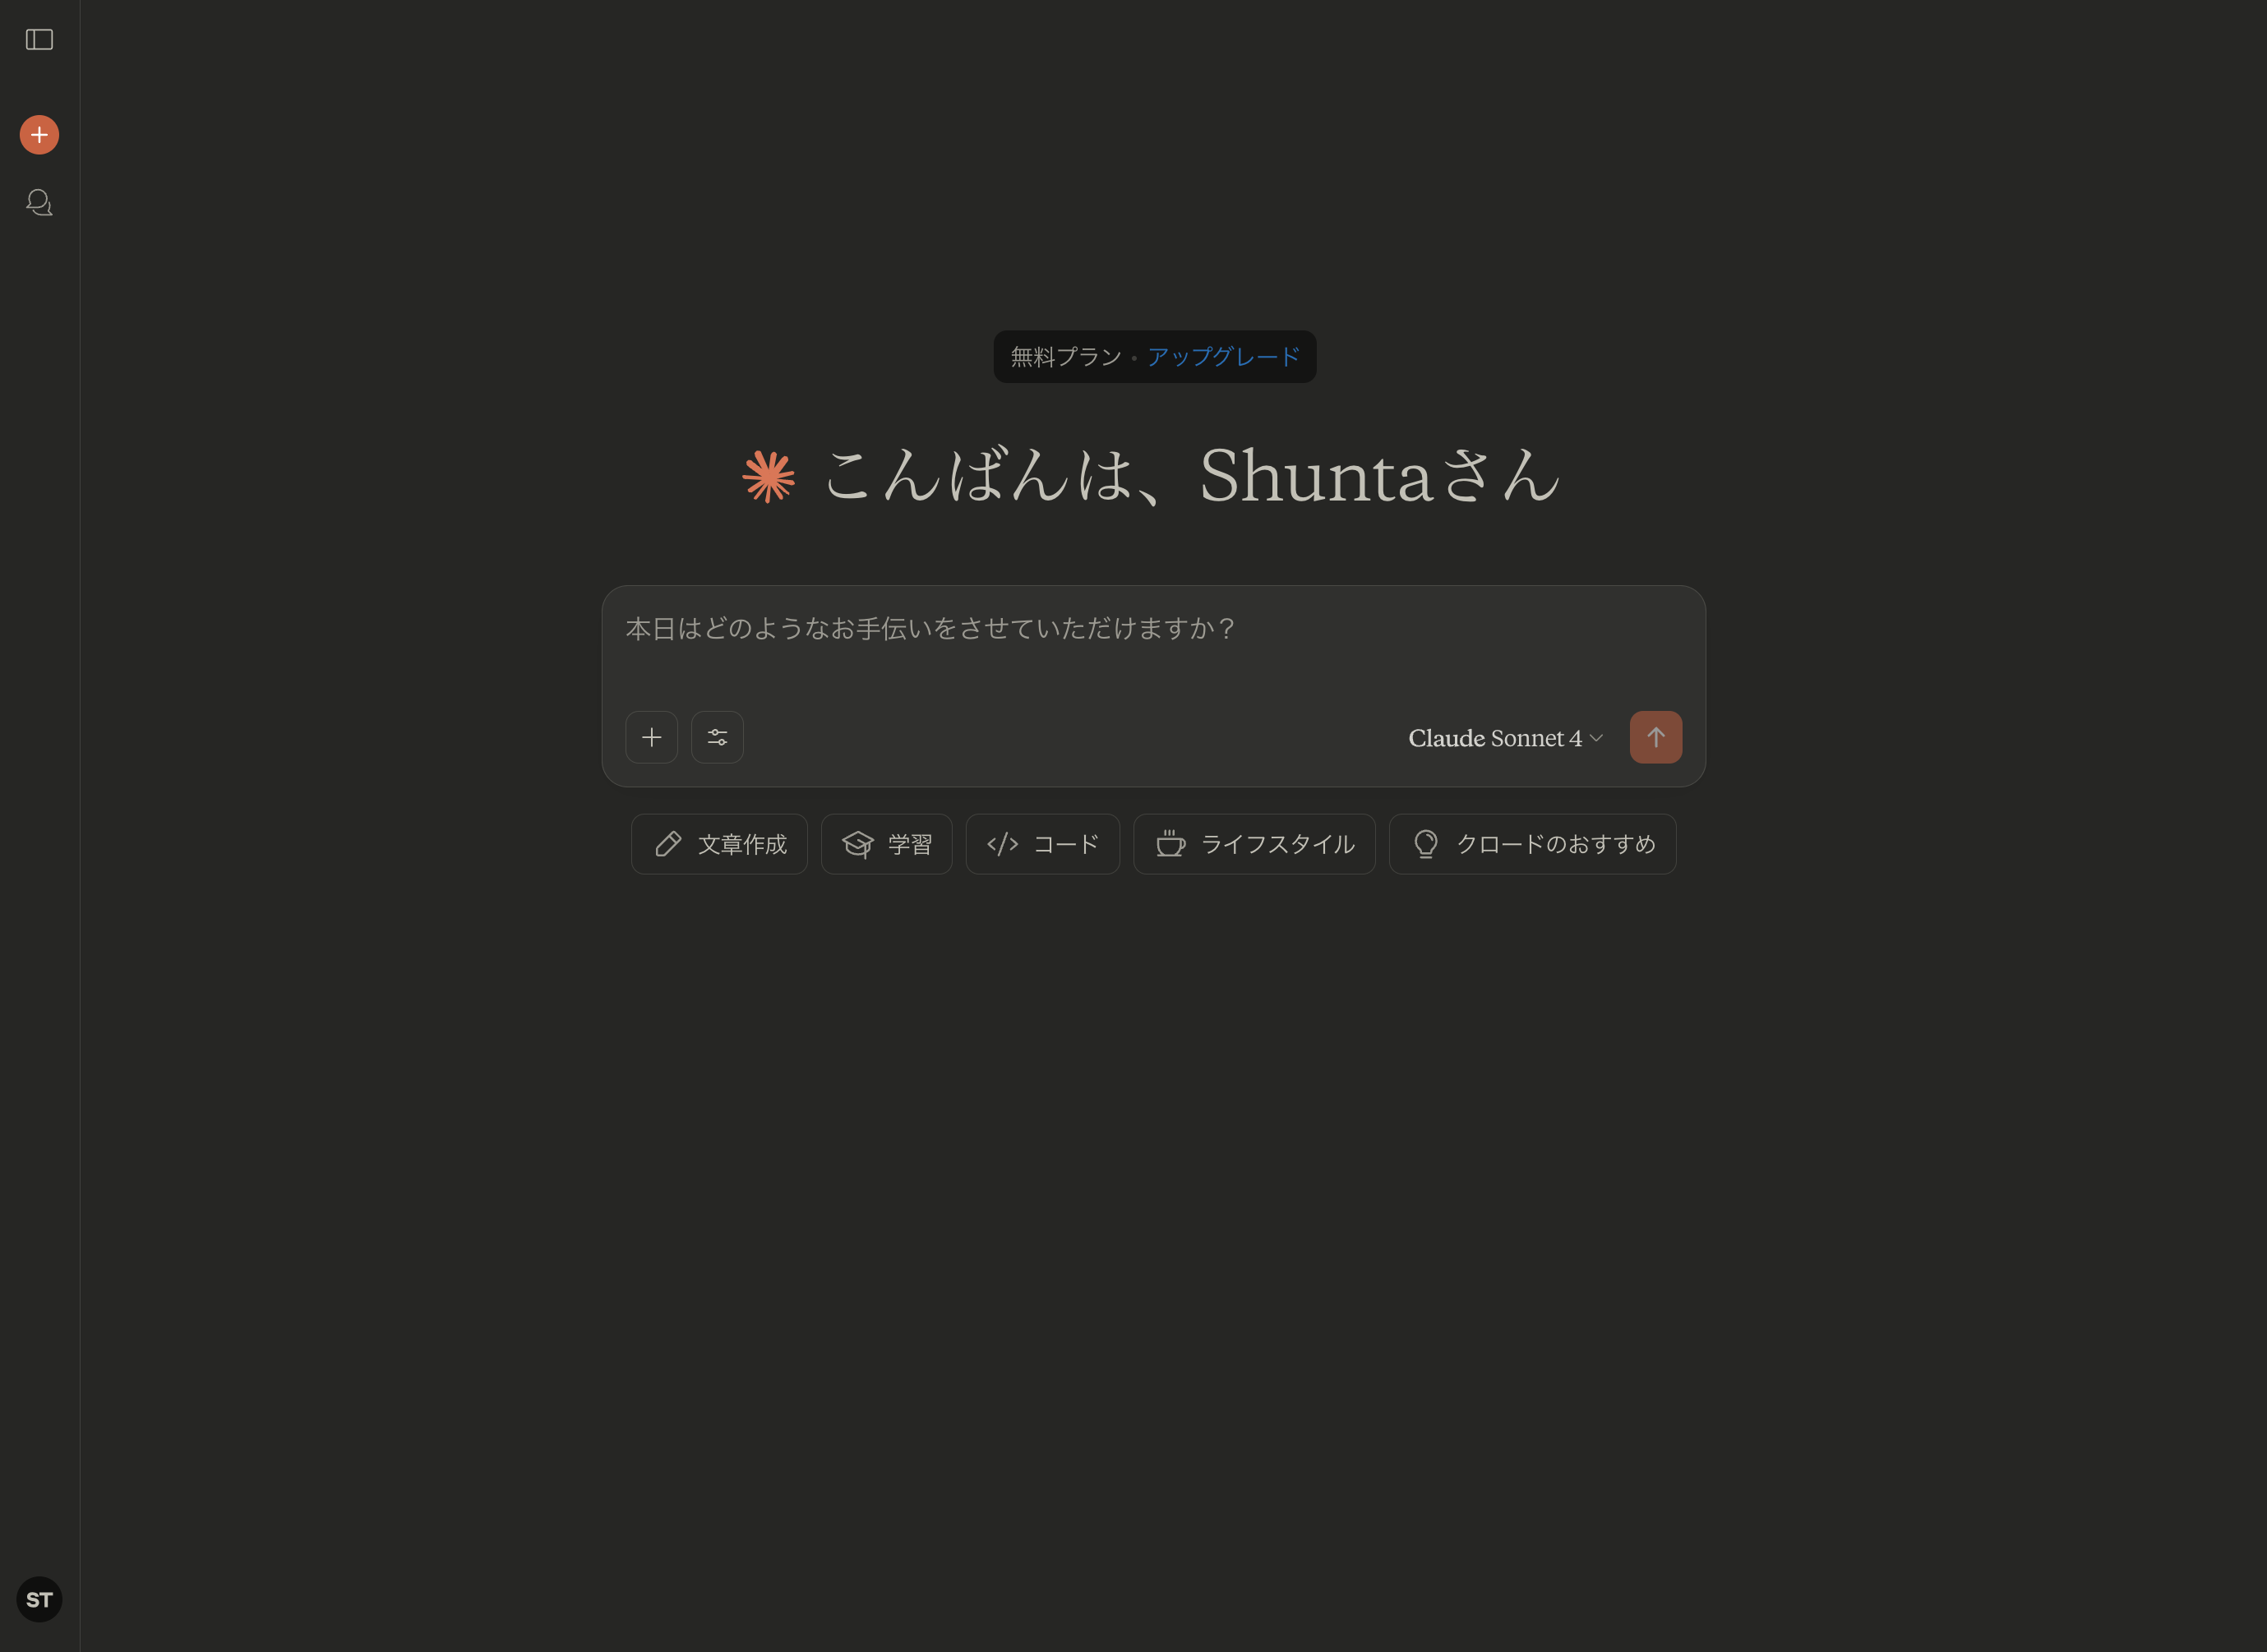 無料プラン • アップグレード
こんばんは、Shuntaさん
本日はどのようなお手伝いをさせていただけますか？
Claude Sonnet 4
文章作成
学習
コード
ライフスタイル
クロードのおすすめ
ST